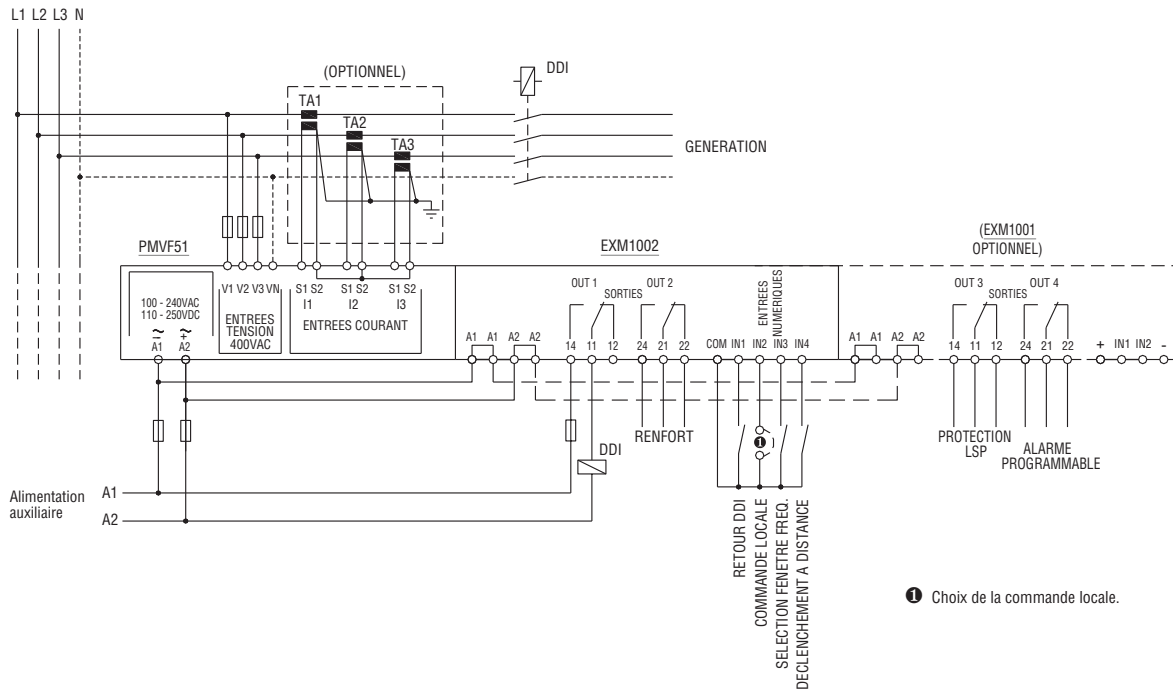 L1 L2 L3 N
(OPTIONNEL)
DDI
TA1
TA2
TA3
GENERATION
PMVF51
EXM1002
(EXM1001
OPTIONNEL)
100 - 240VAC
110 - 250VDC
~ ~
– +
A1 A2
V1 V2 V3 VN
ENTREES
TENSION
400VAC
S1 S2 S1 S2 S1 S2
I1 I2 I3
ENTREES COURANT
A1 A1 A2 A2
OUT 1 OUT 2
SORTIES
14 11 12 24 21 22
ENTREES
NUMERIQUES
COM IN1 IN2 IN3 IN4
A1 A1 A2 A2
OUT 3 OUT 4
SORTIES
14 11 12 24 21 22
+ IN1 IN2 -
RENFORT
❶
DDI
PROTECTION
LSP
ALARME
PROGRAMMABLE
Alimentation
auxiliaire
A1
A2
RETOUR DDI
COMMANDE LOCALE
SELECTION FENETRE FREQ.
DECLENCHEMENT A DISTANCE
❶ Choix de la commande locale.